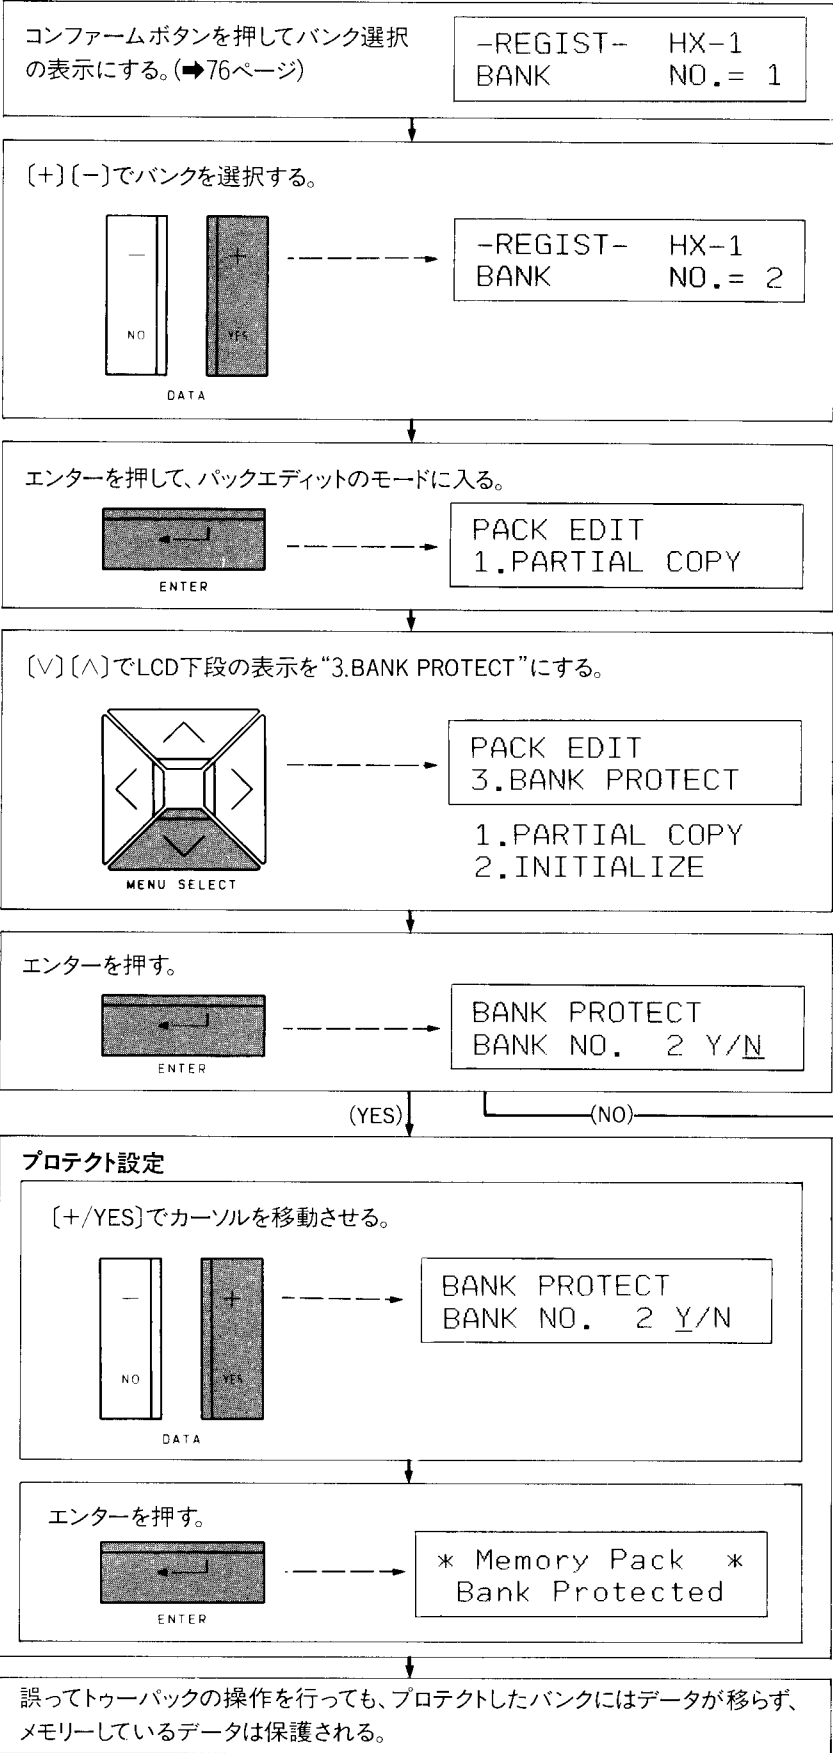 コンファームボタンを押してバンク選択
の表示にする。(➡76ページ)
-REGIST- HX-1
BANK NO.= 1
〔+〕〔-〕でバンクを選択する。
- +
NO YES
DATA
-REGIST- HX-1
BANK NO.= 2
エンターを押して、パックエディットのモードに入る。
ENTER
PACK EDIT
1.PARTIAL COPY
〔∨〕〔∧〕でLCD下段の表示を“3.BANK PROTECT”にする。
MENU SELECT
PACK EDIT
3.BANK PROTECT
1.PARTIAL COPY
2.INITIALIZE
エンターを押す。
ENTER
BANK PROTECT
BANK NO. 2 Y/N
(YES) (NO)
プロテクト設定
〔+/YES〕でカーソルを移動させる。
- +
NO YES
DATA
BANK PROTECT
BANK NO. 2 Y/N
エンターを押す。
ENTER
* Memory Pack *
Bank Protected
誤ってトゥーパックの操作を行っても、プロテクトしたバンクにはデータが移らず、
メモリーしているデータは保護される。